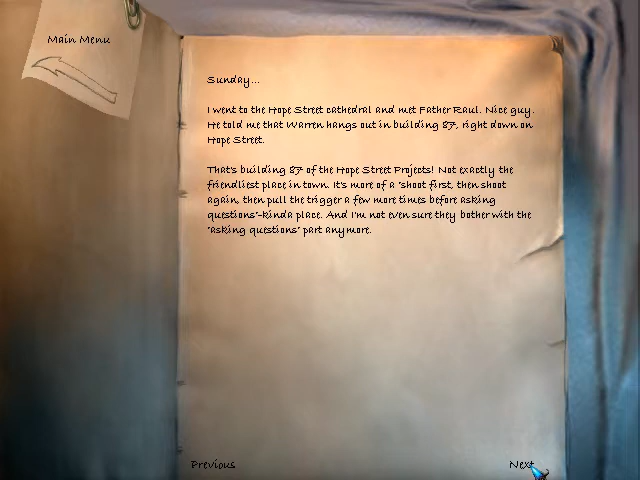 Main Menu
Sunday...
I went to the Hope Street cathedral and met Father Raul. Nice guy.
He told me that Warren hangs out in building 87, right down on
Hope Street.
That's building 87 of the Hope Street Projects! Not exactly the
friendliest place in town. It's more of a "shoot first, then shoot
again, then pull the trigger a few more times before asking
questions"-kinda place. And I'm not even sure they bother with the
"asking questions" part anymore.
Previous
Next